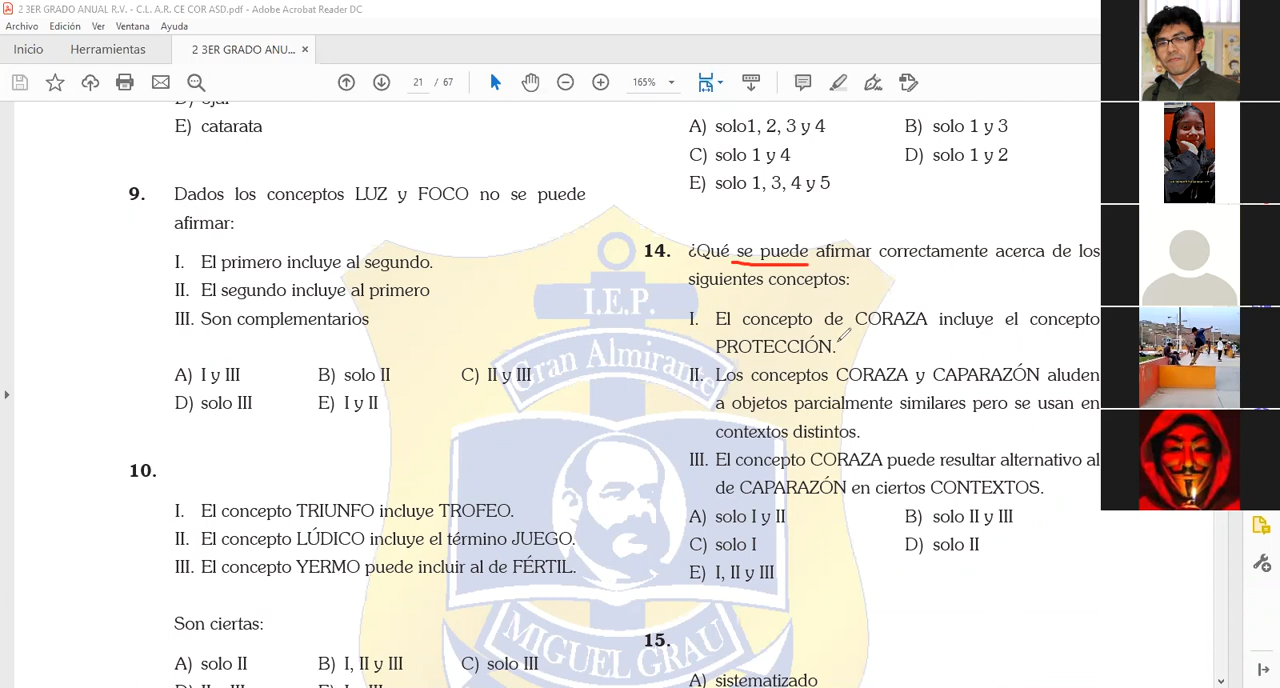 2 3ER GRADO ANUAL R.V. - C.L. A.R. CE COR ASD.pdf - Adobe Acrobat Reader DC
Archivo Edición Ver Ventana Ayuda
Inicio Herramientas 2 3ER GRADO ANU... ×
21 / 67 165%
E) catarata
9. Dados los conceptos LUZ y FOCO no se puede
afirmar:
I. El primero incluye al segundo.
II. El segundo incluye al primero
III. Son complementarios
A) I y III B) solo II C) II y III
D) solo III E) I y II
10.
I. El concepto TRIUNFO incluye TROFEO.
II. El concepto LÚDICO incluye el término JUEGO.
III. El concepto YERMO puede incluir al de FÉRTIL.
Son ciertas:
A) solo II B) I, II y III C) solo III
A) solo1, 2, 3 y 4 B) solo 1 y 3
C) solo 1 y 4 D) solo 1 y 2
E) solo 1, 3, 4 y 5
14. ¿Qué se puede afirmar correctamente acerca de los
siguientes conceptos:
I. El concepto de CORAZA incluye el concepto
PROTECCIÓN.
II. Los conceptos CORAZA y CAPARAZÓN aluden
a objetos parcialmente similares pero se usan en
contextos distintos.
III. El concepto CORAZA puede resultar alternativo al
de CAPARAZÓN en ciertos CONTEXTOS.
A) solo I y II B) solo II y III
C) solo I D) solo II
E) I, II y III
15.
A) sistematizado
I.E.P.
Gran Almirante
MIGUEL GRAU